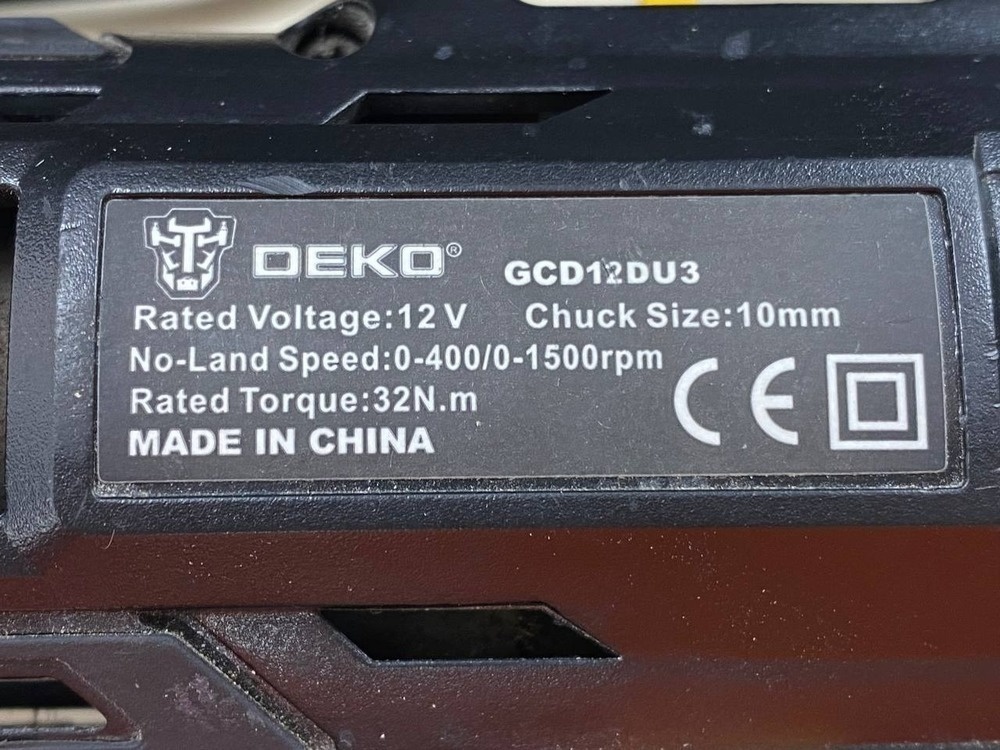 DEKO®
GCD12DU3
Rated Voltage:12V Chuck Size:10mm
No-Land Speed:0-400/0-1500rpm
Rated Torque:32N.m
MADE IN CHINA
CE